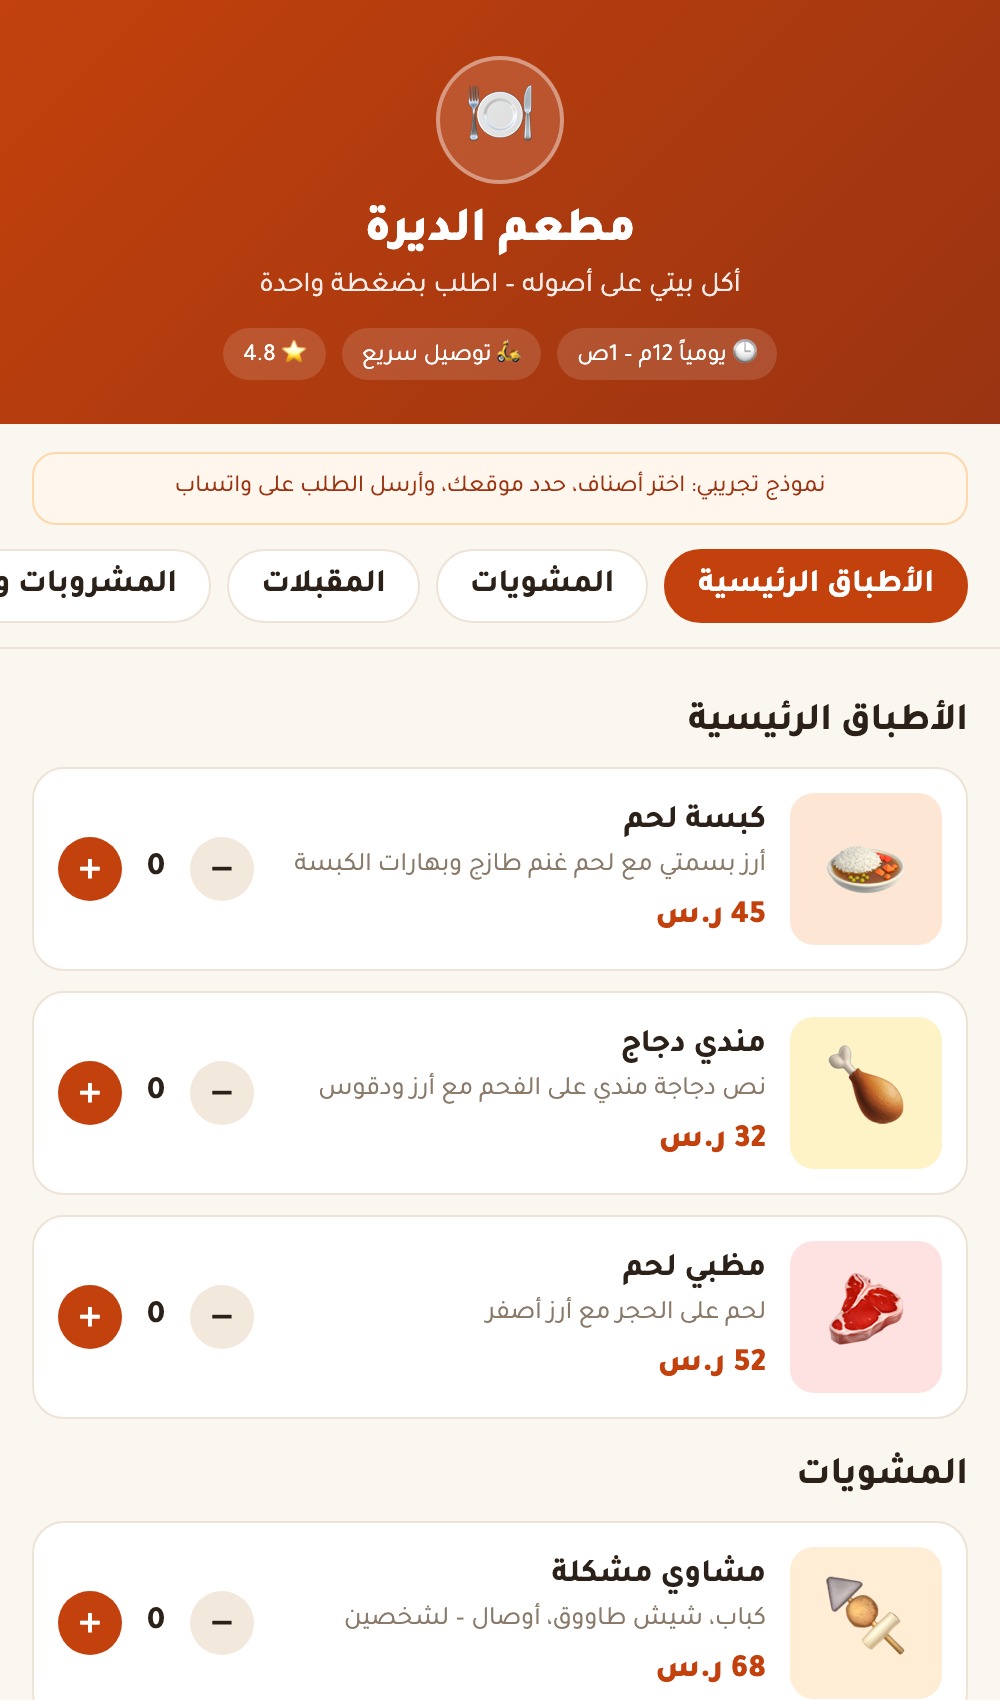 مطعم الديرة
أكل بيتي على أصوله - اطلب بضغطة واحدة
🕒 يومياً 12م - 1ص
🛵 توصيل سريع
⭐ 4.8
نموذج تجريبي: اختر أصناف، حدد موقعك، وأرسل الطلب على واتساب
الأطباق الرئيسية
المشويات
المقبلات
المشروبات و
الأطباق الرئيسية
كبسة لحم
أرز بسمتي مع لحم غنم طازج وبهارات الكبسة
45 ر.س
− 0 +
مندي دجاج
نص دجاجة مندي على الفحم مع أرز ودقوس
32 ر.س
− 0 +
مظبي لحم
لحم على الحجر مع أرز أصفر
52 ر.س
− 0 +
المشويات
مشاوي مشكلة
كباب، شيش طاووق، أوصال - لشخصين
68 ر.س
− 0 +